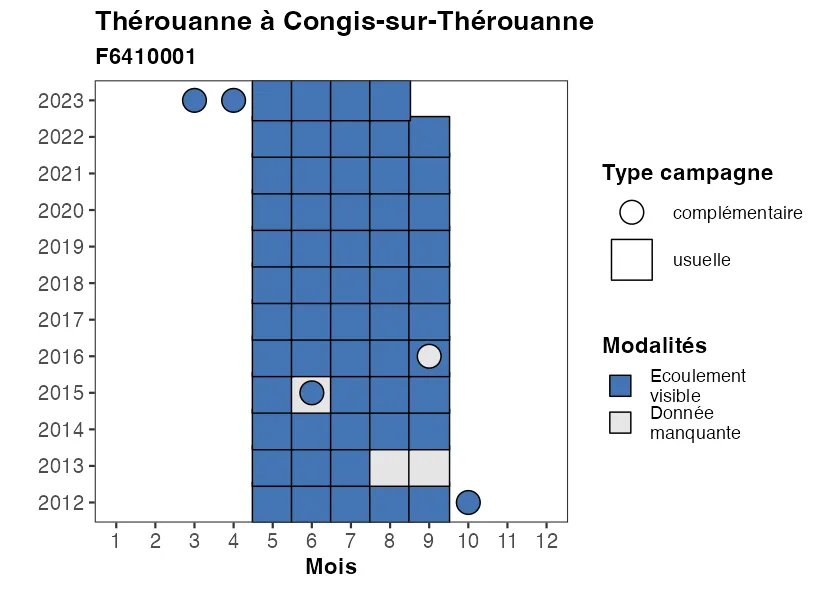 Thérouanne à Congis-sur-Thérouanne
F6410001
2023
2022
2021
2020
2019
2018
2017
2016
2015
2014
2013
2012
1 2 3 4 5 6 7 8 9 10 11 12
Mois
Type campagne
complémentaire
usuelle
Modalités
Ecoulement
visible
Donnée
manquante